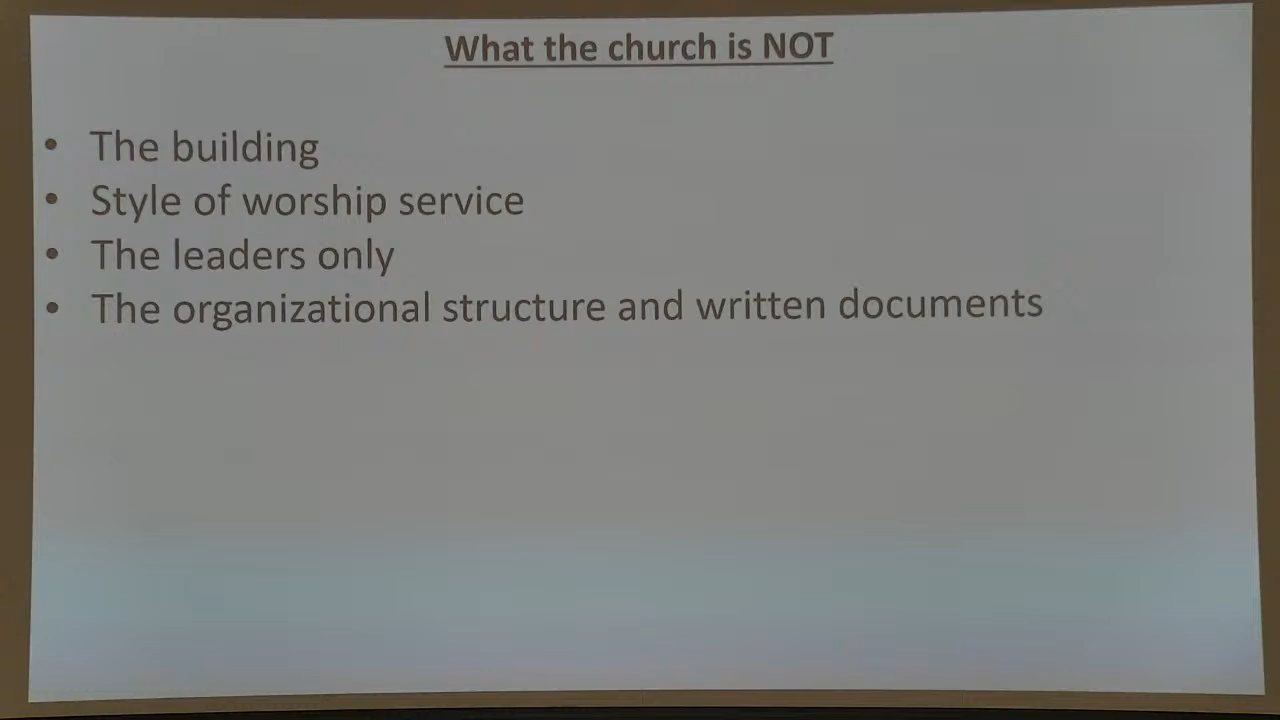 What the church is NOT
• The building
• Style of worship service
• The leaders only
• The organizational structure and written documents